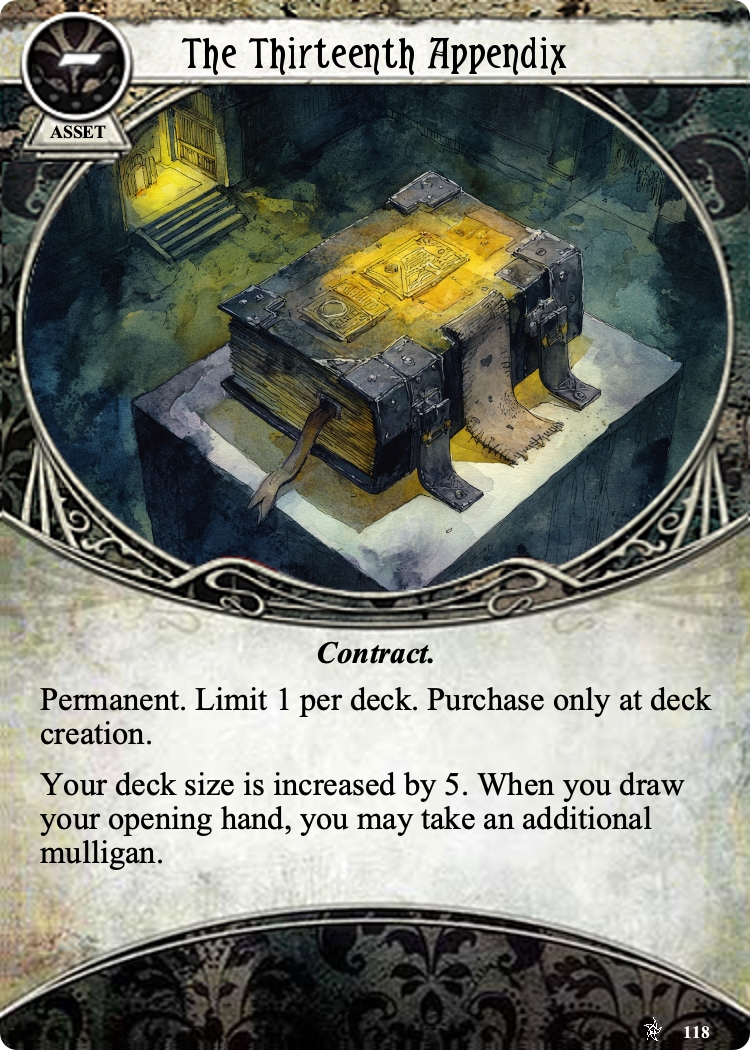 The Thirteenth Appendix
–
ASSET
Contract.
Permanent. Limit 1 per deck. Purchase only at deck
creation.
Your deck size is increased by 5. When you draw
your opening hand, you may take an additional
mulligan.
118